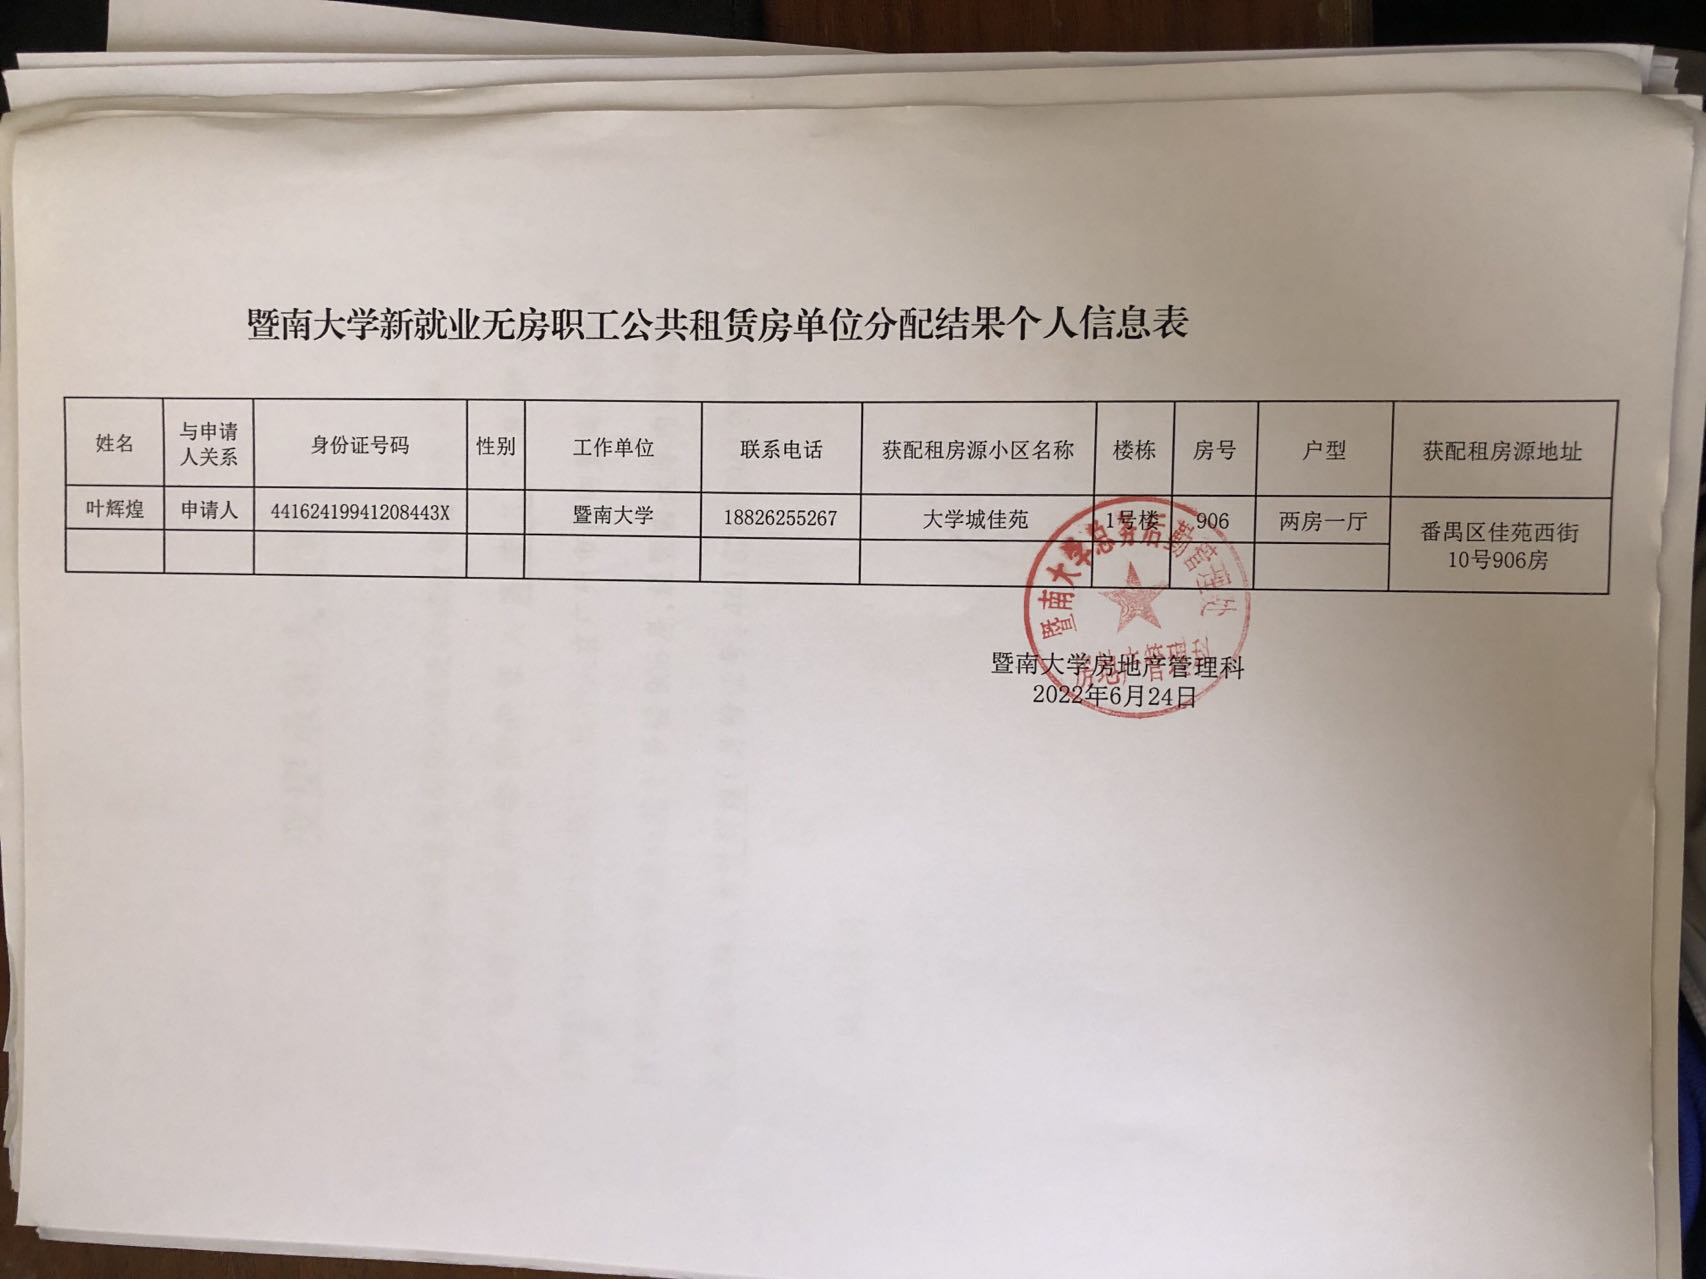 暨南大学新就业无房职工公共租赁房单位分配结果个人信息表
姓名
与申请
人关系
身份证号码
性别
工作单位
联系电话
获配租房源小区名称
楼栋
房号
户型
获配租房源地址
叶辉煌
申请人
44162419941208443X
暨南大学
18826255267
大学城佳苑
1号楼
906
两房一厅
番禺区佳苑西街
10号906房
暨南大学房地产管理科
2022年6月24日
暨南大学总务后
房地产管理科